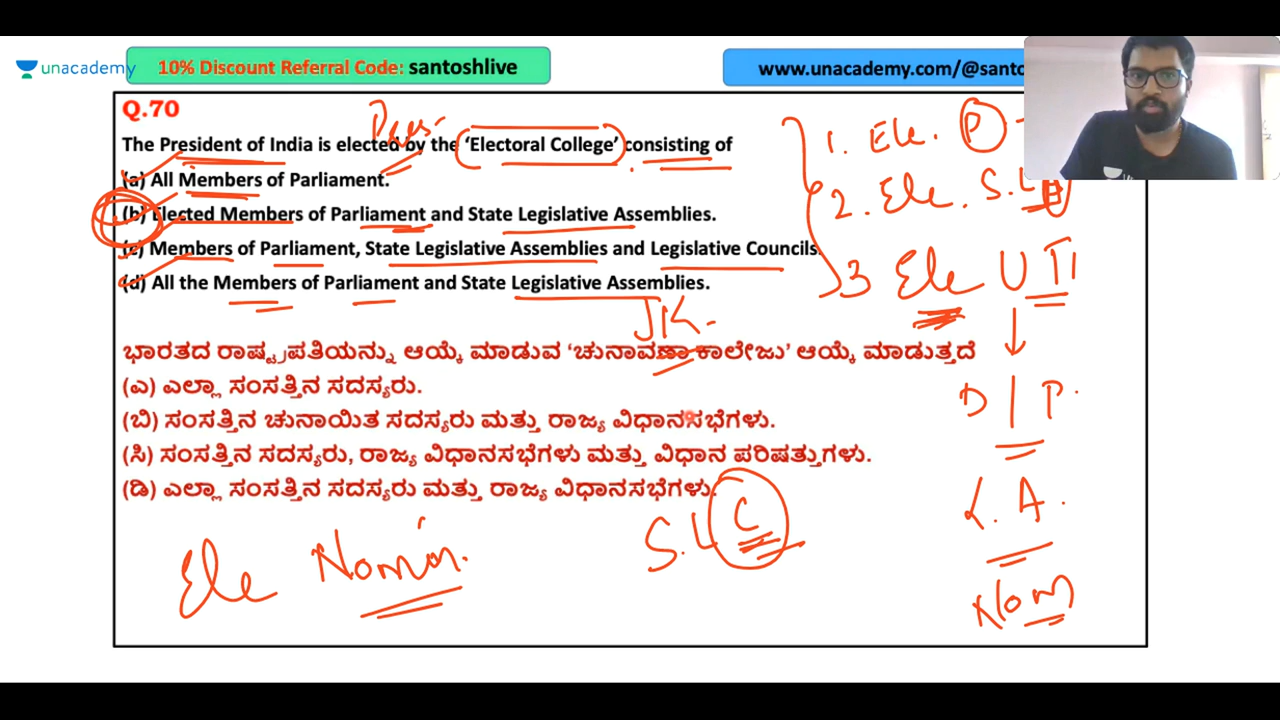 unacademy
10% Discount Referral Code: santoshlive
www.unacademy.com/@santo
Q.70
The President of India is elected by the ‘Electoral College’ consisting of
(a) All Members of Parliament.
(b) Elected Members of Parliament and State Legislative Assemblies.
(c) Members of Parliament, State Legislative Assemblies and Legislative Councils.
(d) All the Members of Parliament and State Legislative Assemblies.
ಭಾರತದ ರಾಷ್ಟ್ರಪತಿಯನ್ನು ಆಯ್ಕೆ ಮಾಡುವ ‘ಚುನಾವಣಾ ಕಾಲೇಜು’ ಆಯ್ಕೆ ಮಾಡುತ್ತದೆ
(ಎ) ಎಲ್ಲಾ ಸಂಸತ್ತಿನ ಸದಸ್ಯರು.
(ಬಿ) ಸಂಸತ್ತಿನ ಚುನಾಯಿತ ಸದಸ್ಯರು ಮತ್ತು ರಾಜ್ಯ ವಿಧಾನಸಭೆಗಳು.
(ಸಿ) ಸಂಸತ್ತಿನ ಸದಸ್ಯರು, ರಾಜ್ಯ ವಿಧಾನಸಭೆಗಳು ಮತ್ತು ವಿಧಾನ ಪರಿಷತ್ತುಗಳು.
(ಡಿ) ಎಲ್ಲಾ ಸಂಸತ್ತಿನ ಸದಸ್ಯರು ಮತ್ತು ರಾಜ್ಯ ವಿಧಾನಸಭೆಗಳು.
1. Ele. P
2. Ele. S.L
3 Ele UT
JK.
D | P.
L.A.
Nom
S.L C
Ele Nomin.